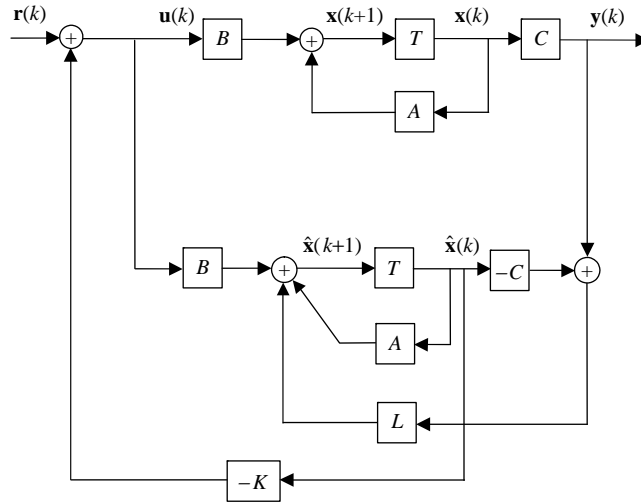 r(k) + u(k) B + x(k+1) T x(k) C y(k)
A
B + x̂(k+1) T x̂(k) −C +
A
L
−K